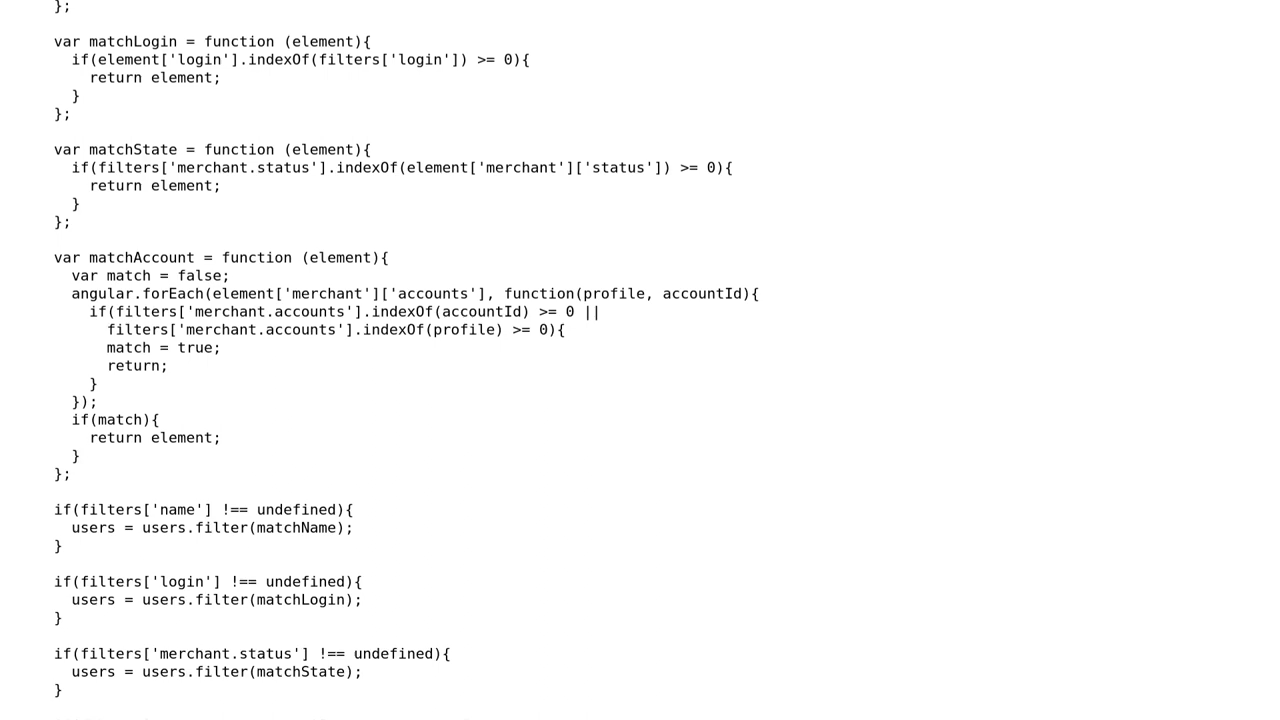 };
var matchLogin = function (element){
if(element['login'].indexOf(filters['login']) >= 0){
return element;
}
};
var matchState = function (element){
if(filters['merchant.status'].indexOf(element['merchant']['status']) >= 0){
return element;
}
};
var matchAccount = function (element){
var match = false;
angular.forEach(element['merchant']['accounts'], function(profile, accountId){
if(filters['merchant.accounts'].indexOf(accountId) >= 0 ||
filters['merchant.accounts'].indexOf(profile) >= 0){
match = true;
return;
}
});
if(match){
return element;
}
};
if(filters['name'] !== undefined){
users = users.filter(matchName);
}
if(filters['login'] !== undefined){
users = users.filter(matchLogin);
}
if(filters['merchant.status'] !== undefined){
users = users.filter(matchState);
}